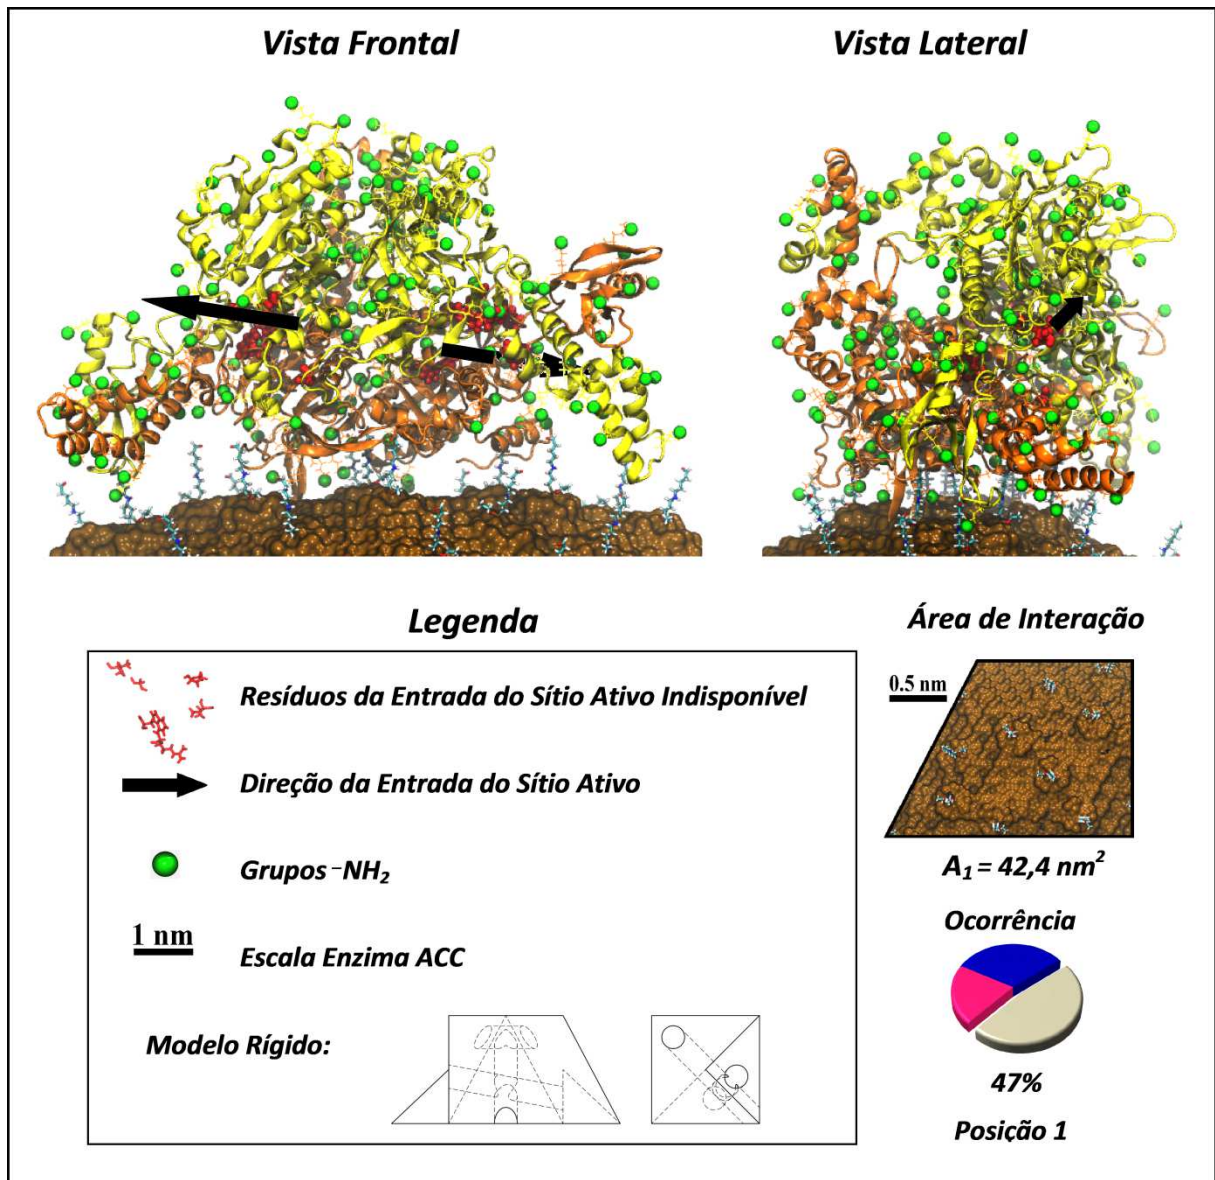 Vista Frontal
Vista Lateral
Legenda
Resíduos da Entrada do Sítio Ativo Indisponível
Direção da Entrada do Sítio Ativo
Grupos –NH₂
1 nm
Escala Enzima ACC
Modelo Rígido:
Área de Interação
0.5 nm
A₁ = 42,4 nm²
Ocorrência
47%
Posição 1